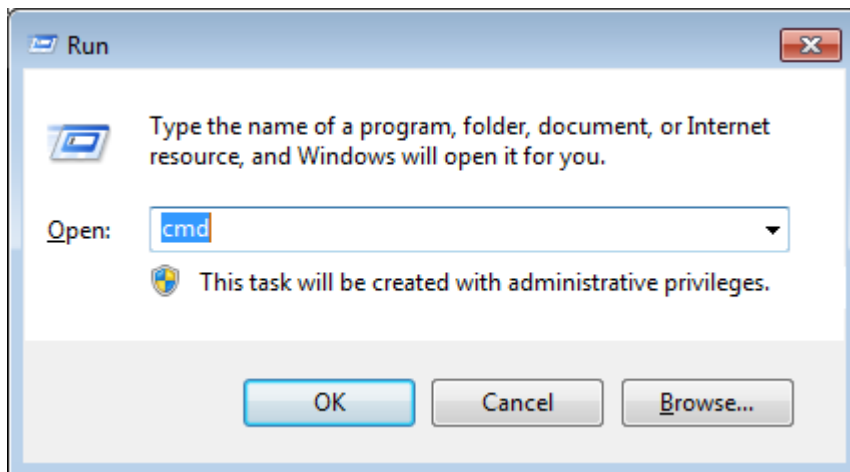 Run
Type the name of a program, folder, document, or Internet
resource, and Windows will open it for you.
Open: cmd
This task will be created with administrative privileges.
OK Cancel Browse...